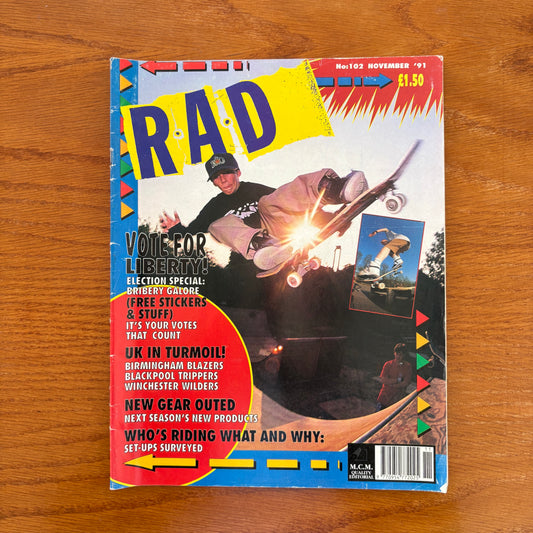 No:102 NOVEMBER '91
£1.50
R·A·D
VOTE FOR
LIBERTY!
ELECTION SPECIAL:
BRIBERY GALORE
(FREE STICKERS
& STUFF)
IT'S YOUR VOTES
THAT COUNT
UK IN TURMOIL!
BIRMINGHAM BLAZERS
BLACKPOOL TRIPPERS
WINCHESTER WILDERS
NEW GEAR OUTED
NEXT SEASON'S NEW PRODUCTS
WHO'S RIDING WHAT AND WHY:
SET-UPS SURVEYED
M.C.M.
QUALITY
EDITORIAL